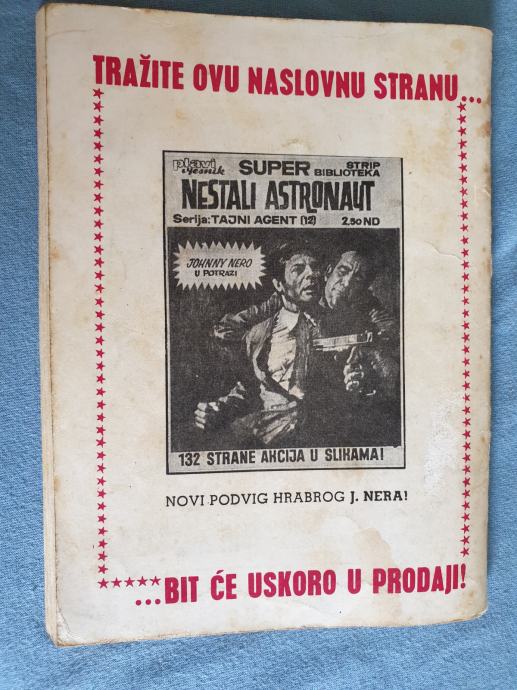 TRAŽITE OVU NASLOVNU STRANU...
plavi vjesnik SUPER STRIP BIBLIOTEKA
NESTALI ASTRONAUT
Serija: TAJNI AGENT (12) 2,50 ND
JOHNNY NERO
U POTRAZI
132 STRANE AKCIJA U SLIKAMA!
NOVI PODVIG HRABROG J. NERA!
...BIT ĆE USKORO U PRODAJI!